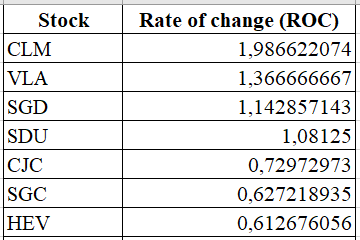 Stock Rate of change (ROC)
CLM 1,986622074
VLA 1,366666667
SGD 1,142857143
SDU 1,08125
CJC 0,72972973
SGC 0,627218935
HEV 0,612676056